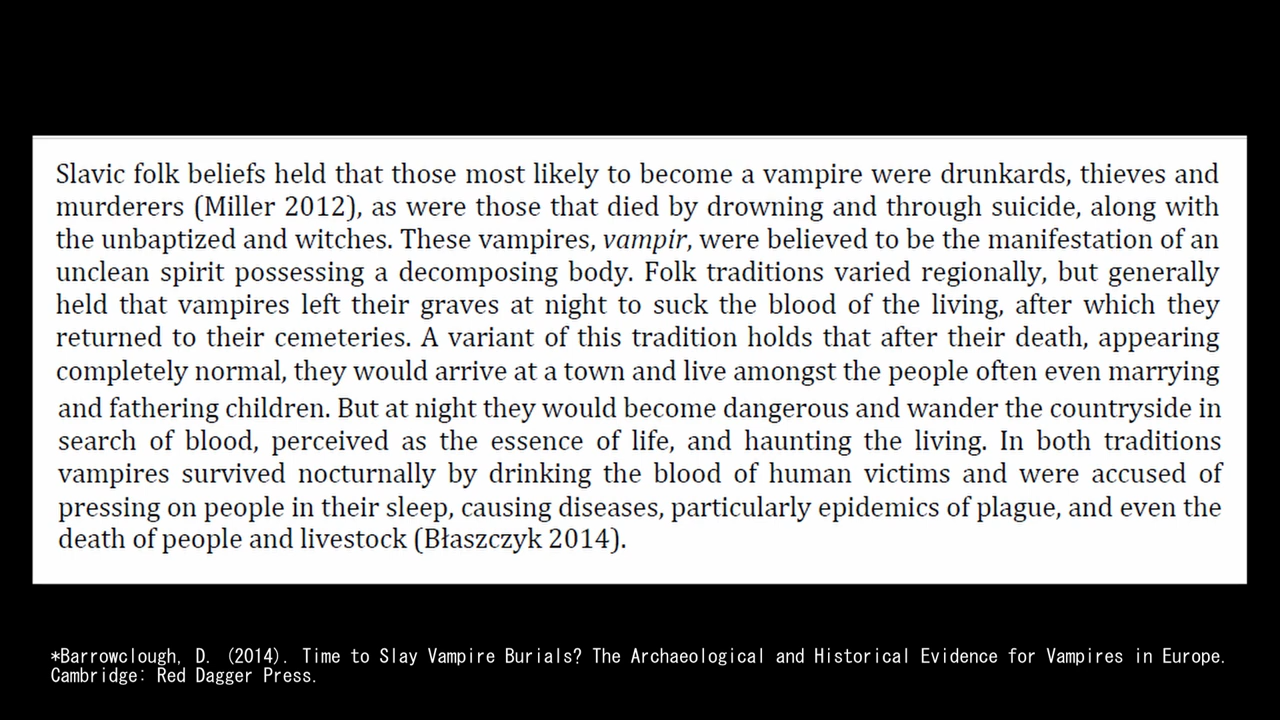 Slavic folk beliefs held that those most likely to become a vampire were drunkards, thieves and
murderers (Miller 2012), as were those that died by drowning and through suicide, along with
the unbaptized and witches. These vampires, vampir, were believed to be the manifestation of an
unclean spirit possessing a decomposing body. Folk traditions varied regionally, but generally
held that vampires left their graves at night to suck the blood of the living, after which they
returned to their cemeteries. A variant of this tradition holds that after their death, appearing
completely normal, they would arrive at a town and live amongst the people often even marrying
and fathering children. But at night they would become dangerous and wander the countryside in
search of blood, perceived as the essence of life, and haunting the living. In both traditions
vampires survived nocturnally by drinking the blood of human victims and were accused of
pressing on people in their sleep, causing diseases, particularly epidemics of plague, and even the
death of people and livestock (Błaszczyk 2014).
*Barrowclough, D. (2014). Time to Slay Vampire Burials? The Archaeological and Historical Evidence for Vampires in Europe.
Cambridge: Red Dagger Press.